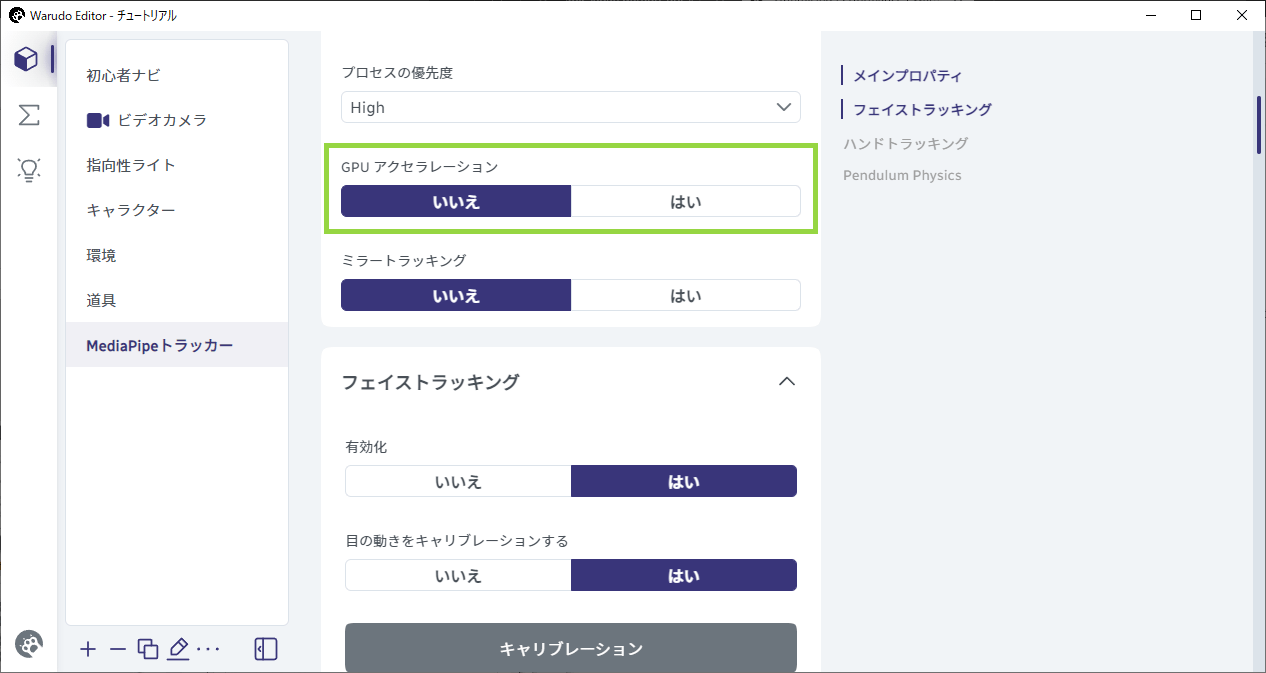 Warudo Editor - チュートリアル
初心者ナビ
ビデオカメラ
指向性ライト
キャラクター
環境
道具
MediaPipeトラッカー
プロセスの優先度
High
GPU アクセラレーション
いいえ はい
ミラートラッキング
いいえ はい
フェイストラッキング
有効化
いいえ はい
目の動きをキャリブレーションする
いいえ はい
キャリブレーション
メインプロパティ
フェイストラッキング
ハンドトラッキング
Pendulum Physics